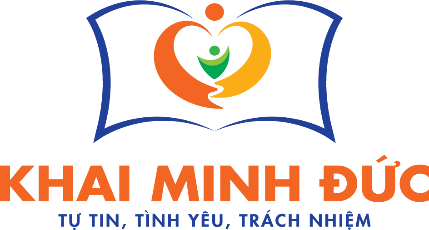 KHAI MINH ĐỨC
TỰ TIN, TÌNH YÊU, TRÁCH NHIỆM